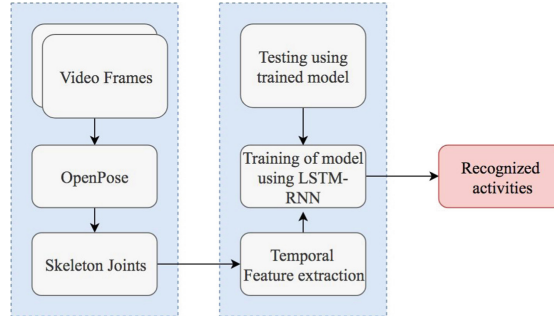 Video Frames
OpenPose
Skeleton Joints
Testing using
trained model
Training of model
using LSTM-
RNN
Temporal
Feature extraction
Recognized
activities